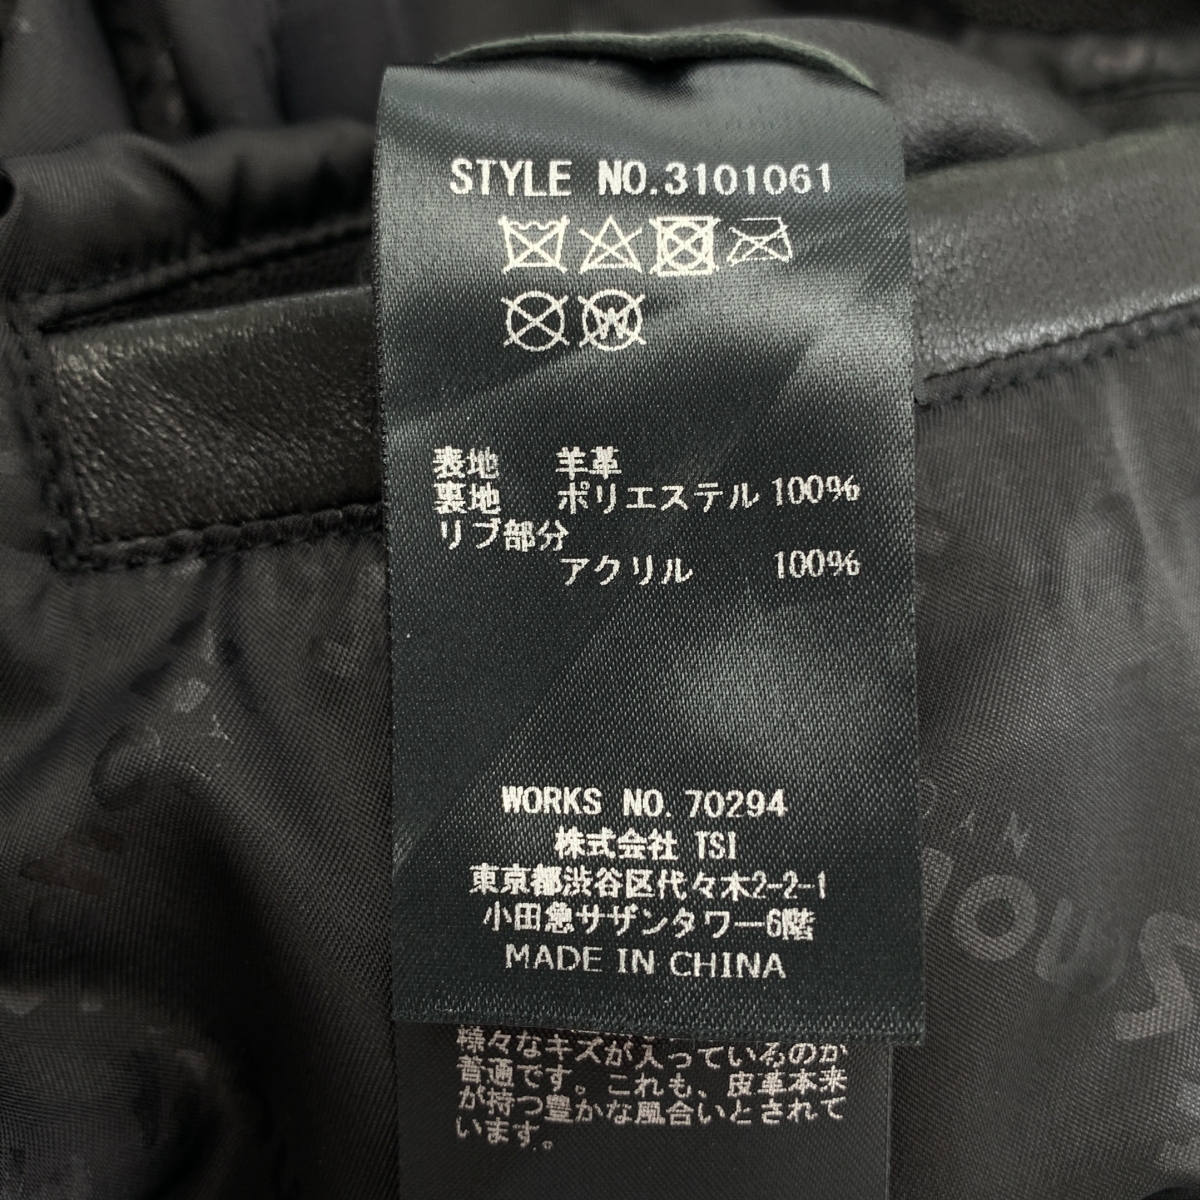 STYLE NO.3101061
W
表地 羊革
裏地 ポリエステル 100%
リブ部分
アクリル 100%
WORKS NO. 70294
株式会社 TSI
東京都渋谷区代々木2-2-1
小田急サザンタワー6階
MADE IN CHINA
様々なキズが入っているのが
普通です。これも、皮革本来
が持つ豊かな風合いとされて
います。